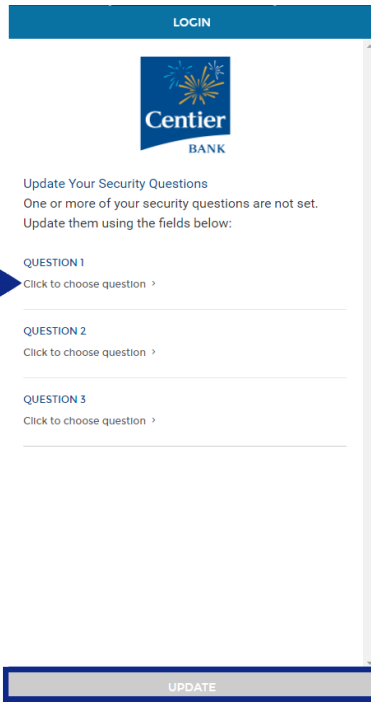 LOGIN
Centier
BANK
Update Your Security Questions
One or more of your security questions are not set.
Update them using the fields below:
QUESTION 1
Click to choose question >
QUESTION 2
Click to choose question >
QUESTION 3
Click to choose question >
UPDATE